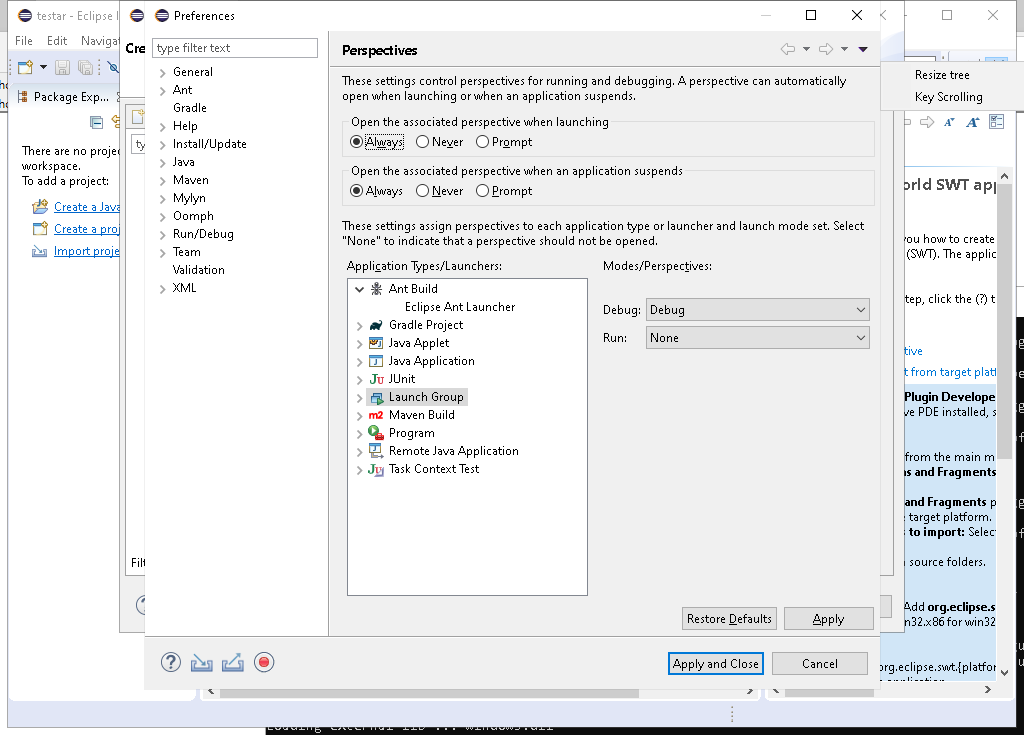 testar - Eclipse I
Preferences
File Edit Navigat
Cre
type filter text
Perspectives
Resize tree
Key Scrolling
Package Exp...
These settings control perspectives for running and debugging. A perspective can automatically
open when launching or when an application suspends.
Open the associated perspective when launching
Always Never Prompt
Open the associated perspective when an application suspends
Always Never Prompt
These settings assign perspectives to each application type or launcher and launch mode set. Select
"None" to indicate that a perspective should not be opened.
Application Types/Launchers:
Modes/Perspectives:
General
Ant
Gradle
Help
Install/Update
Java
Maven
Mylyn
Oomph
Run/Debug
Team
Validation
XML
There are no projec
workspace.
To add a project:
Create a Java
Create a proj
Import proje
ty
Ant Build
Eclipse Ant Launcher
Gradle Project
Java Applet
Java Application
JUnit
Launch Group
Maven Build
Program
Remote Java Application
Task Context Test
Debug: Debug
Run: None
Filt
Restore Defaults
Apply
Apply and Close
Cancel
orld SWT app
you how to create
(SWT). The applic
tep, click the (?) t
tive
t from target platf
Plugin Develope
ve PDE installed, s
from the main m
ns and Fragments
and Fragments p
target platform.
to import: Selec
source folders.
Add org.eclipse.s
n32.x86 for win32
org.eclipse.swt.{platfor
application
Loading external lib ... windows.dll